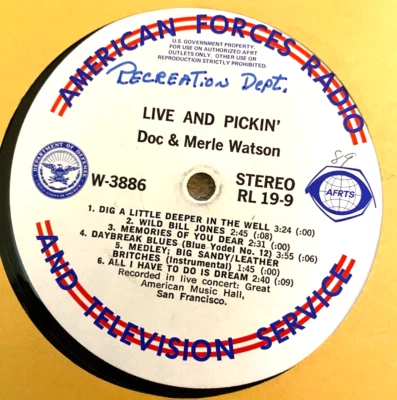 AMERICAN FORCES RADIO
U.S. GOVERNMENT PROPERTY.
FOR USE ON AUTHORIZED AFRT
OUTLETS ONLY. OTHER USE OR
REPRODUCTION STRICTLY PROHIBITED.
RECREATION DEPT.
LIVE AND PICKIN'
Doc & Merle Watson
89
DEPARTMENT OF DEFENSE
W-3886
STEREO
RL 19-9
AFRTS
1. DIG A LITTLE DEEPER IN THE WELL 3:24 (:00)
2. WILD BILL JONES 2:45 (:08)
3. MEMORIES OF YOU DEAR 2:31 (:00)
4. DAYBREAK BLUES (Blue Yodel No. 12) 3:55 (:06)
5. MEDLEY; BIG SANDY/LEATHER
BRITCHES (Instrumental) 1:45 (:00)
6. ALL I HAVE TO DO IS DREAM 2:40 (:09)
Recorded in live concert: Great
American Music Hall,
San Francisco.
AND TELEVISION SERVICE